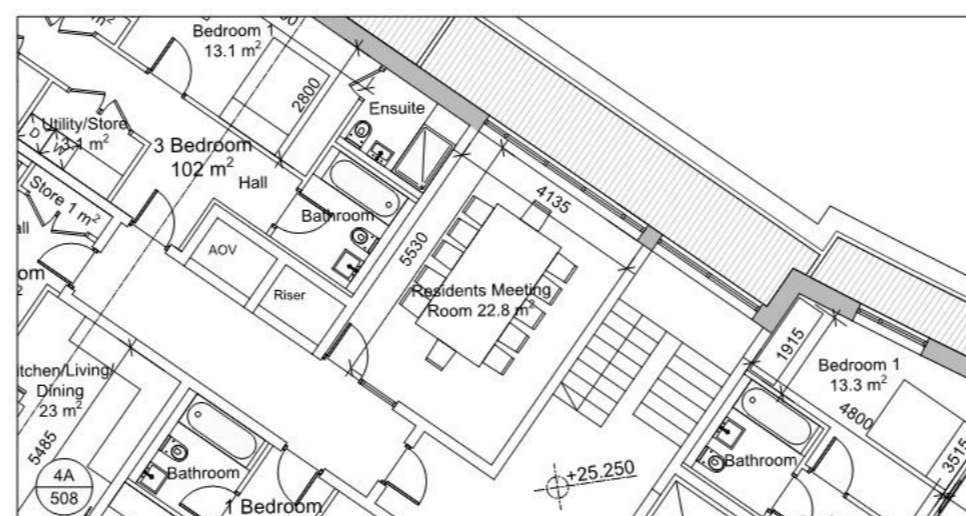 Bedroom 1
13.1 m²
2800
Ensuite
Utility/Store
3.1 m²
D
W
3 Bedroom
102 m²
Hall
Store 1 m²
Bathroom
AOV
Riser
4135
5530
Residents Meeting
Room 22.8 m²
1915
Bedroom 1
13.3 m²
4800
3515
Dining
23 m²
5485
4A
508
Bathroom
1 Bedroom
+25.250
Bathroom